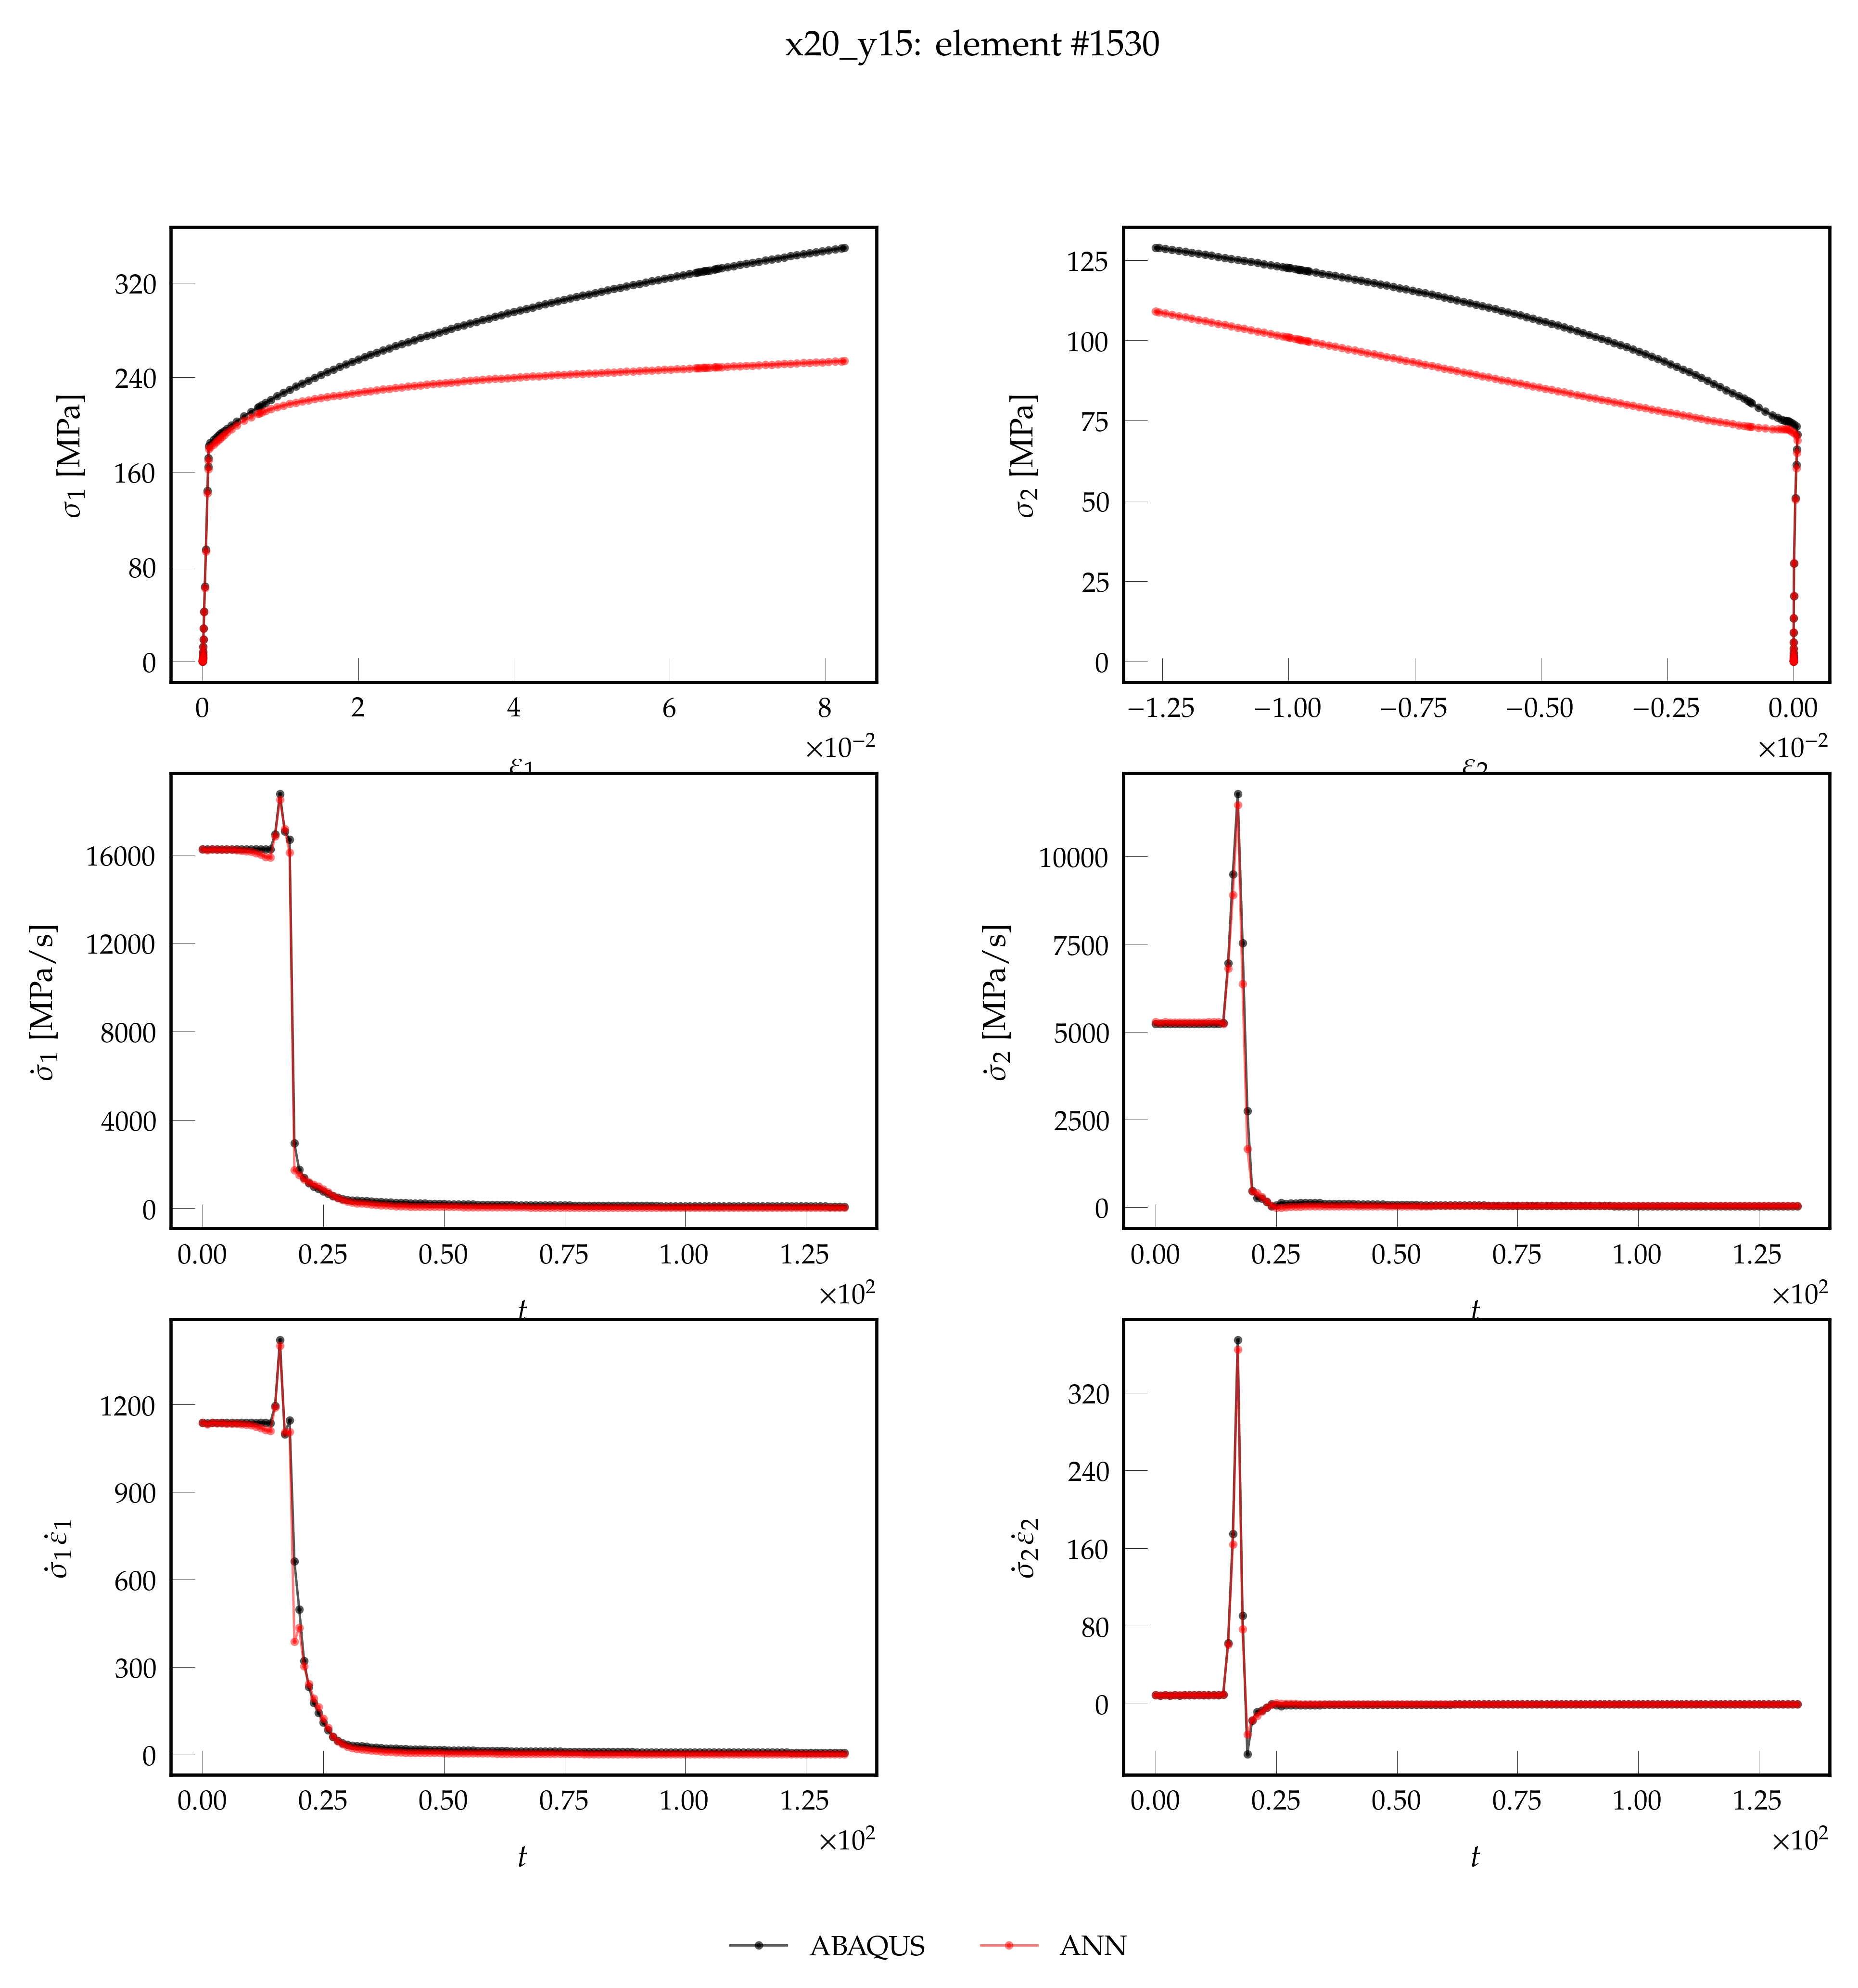 x20_y15: element #1530
σ₁ [MPa]
320
240
160
80
0
0 2 4 6 8
×10⁻²
ε₁
σ₂ [MPa]
125
100
75
50
25
0
−1.25 −1.00 −0.75 −0.50 −0.25 0.00
×10⁻²
ε₂
σ̇₁ [MPa/s]
16000
12000
8000
4000
0
0.00 0.25 0.50 0.75 1.00 1.25
×10²
t
σ̇₂ [MPa/s]
10000
7500
5000
2500
0
0.00 0.25 0.50 0.75 1.00 1.25
×10²
t
σ̇₁ε̇₁
1200
900
600
300
0
0.00 0.25 0.50 0.75 1.00 1.25
×10²
t
σ̇₂ε̇₂
320
240
160
80
0
0.00 0.25 0.50 0.75 1.00 1.25
×10²
t
ABAQUS ANN